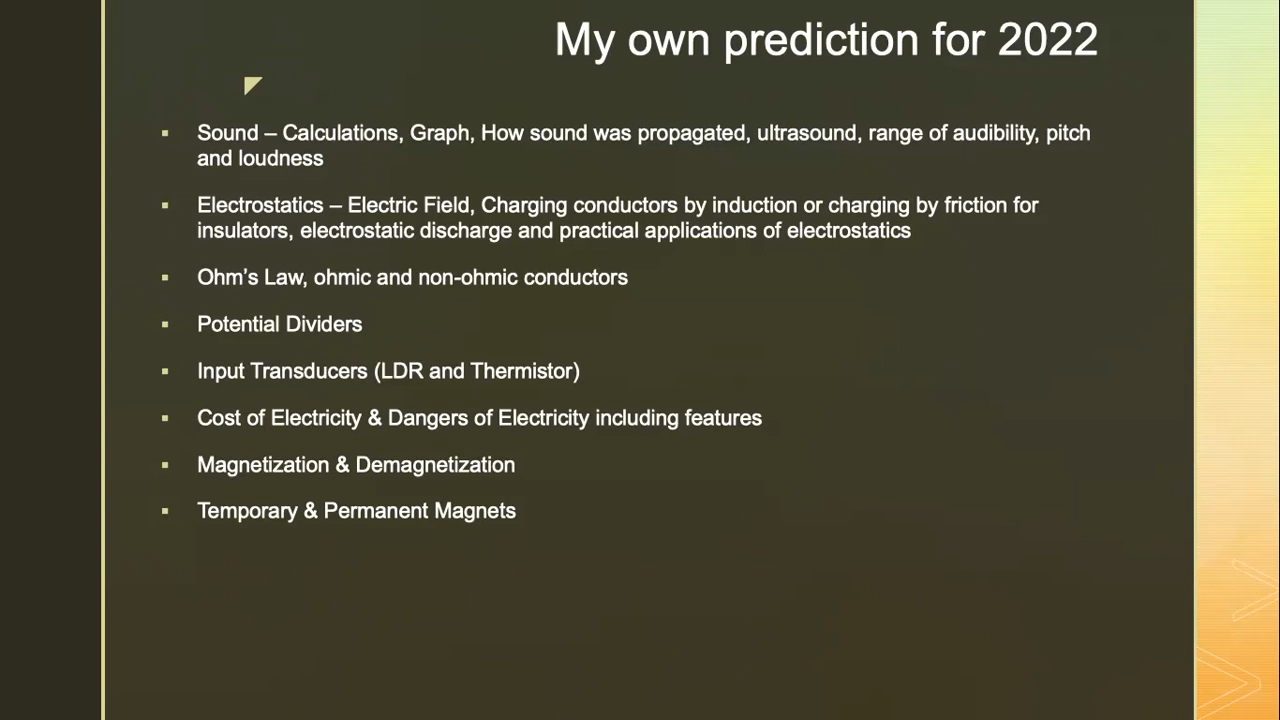 My own prediction for 2022
▪ Sound – Calculations, Graph, How sound was propagated, ultrasound, range of audibility, pitch
and loudness
▪ Electrostatics – Electric Field, Charging conductors by induction or charging by friction for
insulators, electrostatic discharge and practical applications of electrostatics
▪ Ohm’s Law, ohmic and non-ohmic conductors
▪ Potential Dividers
▪ Input Transducers (LDR and Thermistor)
▪ Cost of Electricity & Dangers of Electricity including features
▪ Magnetization & Demagnetization
▪ Temporary & Permanent Magnets